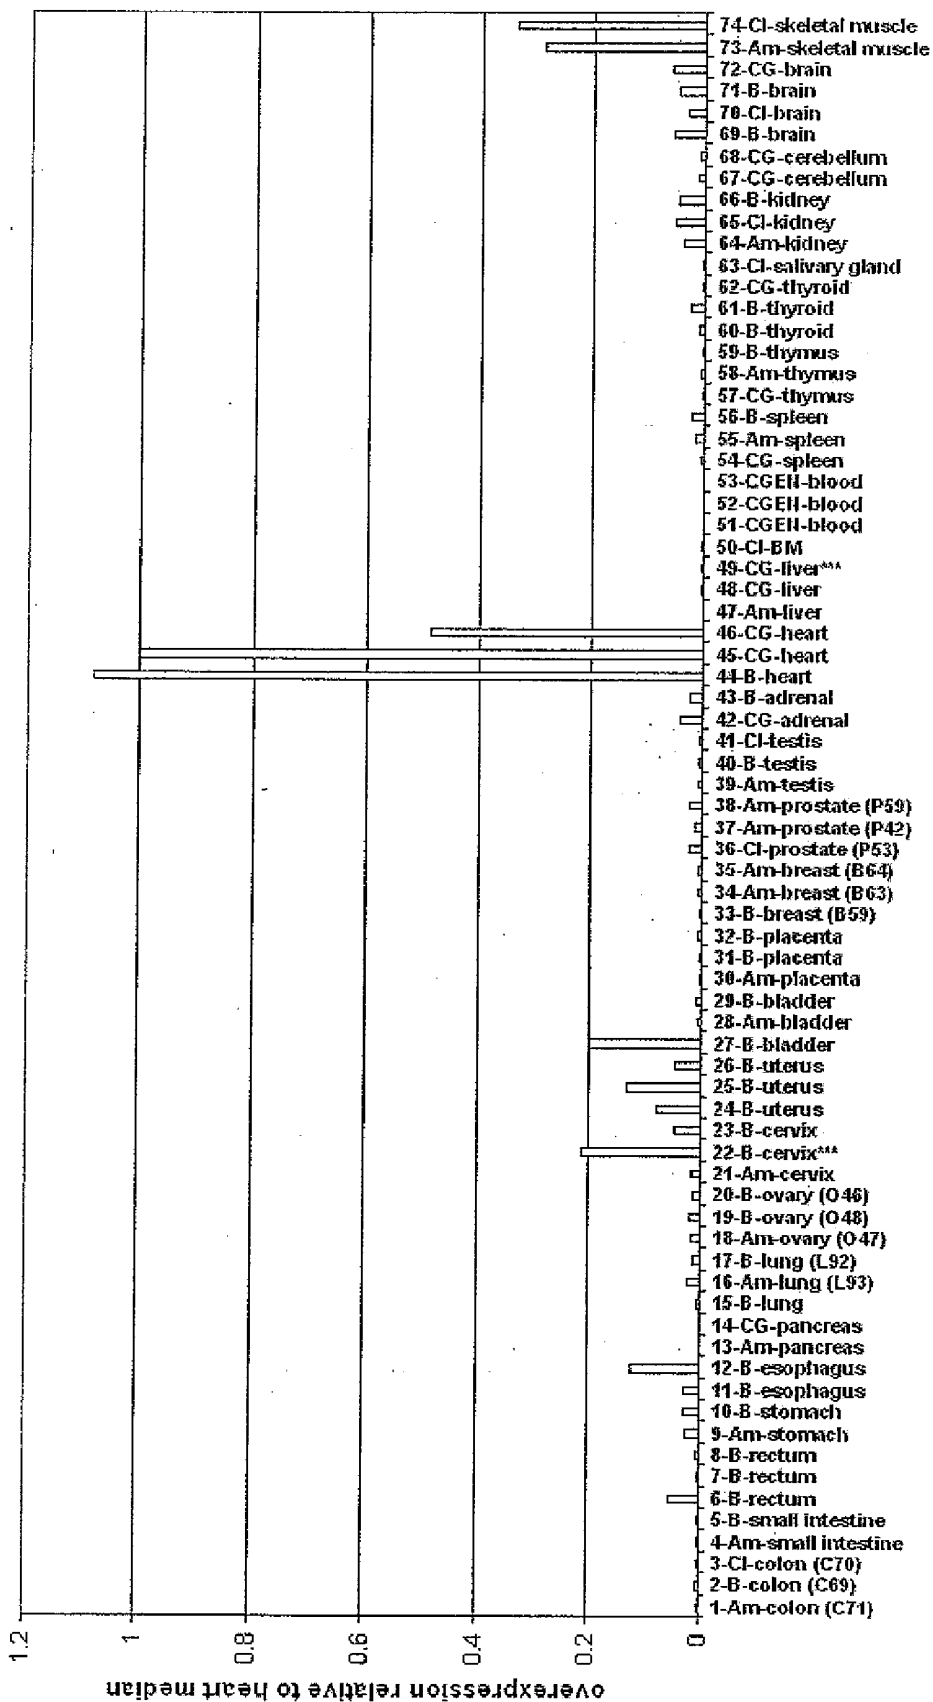 74-Cl-skeletal muscle
73-Am-skeletal muscle
72-CG-brain
71-B-brain
70-Cl-brain
69-B-brain
68-CG-cerebellum
67-CG-cerebellum
66-B-kidney
65-Cl-kidney
64-Am-kidney
63-Cl-salivary gland
62-CG-thyroid
61-B-thyroid
60-B-thyroid
59-B-thymus
58-Am-thymus
57-CG-thymus
56-B-spleen
55-Am-spleen
54-CG-spleen
53-CGEN-blood
52-CGEN-blood
51-CGEN-blood
50-Cl-BM
49-CG-liver***
48-CG-liver
47-Am-liver
46-CG-heart
45-CG-heart
44-B-heart
43-B-adrenal
42-CG-adrenal
41-Cl-testis
40-B-testis
39-Am-testis
38-Am-prostate (P59)
37-Am-prostate (P42)
36-Cl-prostate (P53)
35-Am-breast (B64)
34-Am-breast (B63)
33-B-breast (B59)
32-B-placenta
31-B-placenta
30-Am-placenta
29-B-bladder
28-Am-bladder
27-B-bladder
26-B-uterus
25-B-uterus
24-B-uterus
23-B-cervix
22-B-cervix***
21-Am-cervix
20-B-ovary (O46)
19-B-ovary (O48)
18-Am-ovary (O47)
17-B-lung (L92)
16-Am-lung (L93)
15-B-lung
14-CG-pancreas
13-Am-pancreas
12-B-esophagus
11-B-esophagus
10-B-stomach
9-Am-stomach
8-B-rectum
7-B-rectum
6-B-rectum
5-B-small intestine
4-Am-small intestine
3-Cl-colon (C70)
2-B-colon (C69)
1-Am-colon (C71)
1.2
1
0.8
0.6
0.4
0.2
0
overexpression relative to heart median